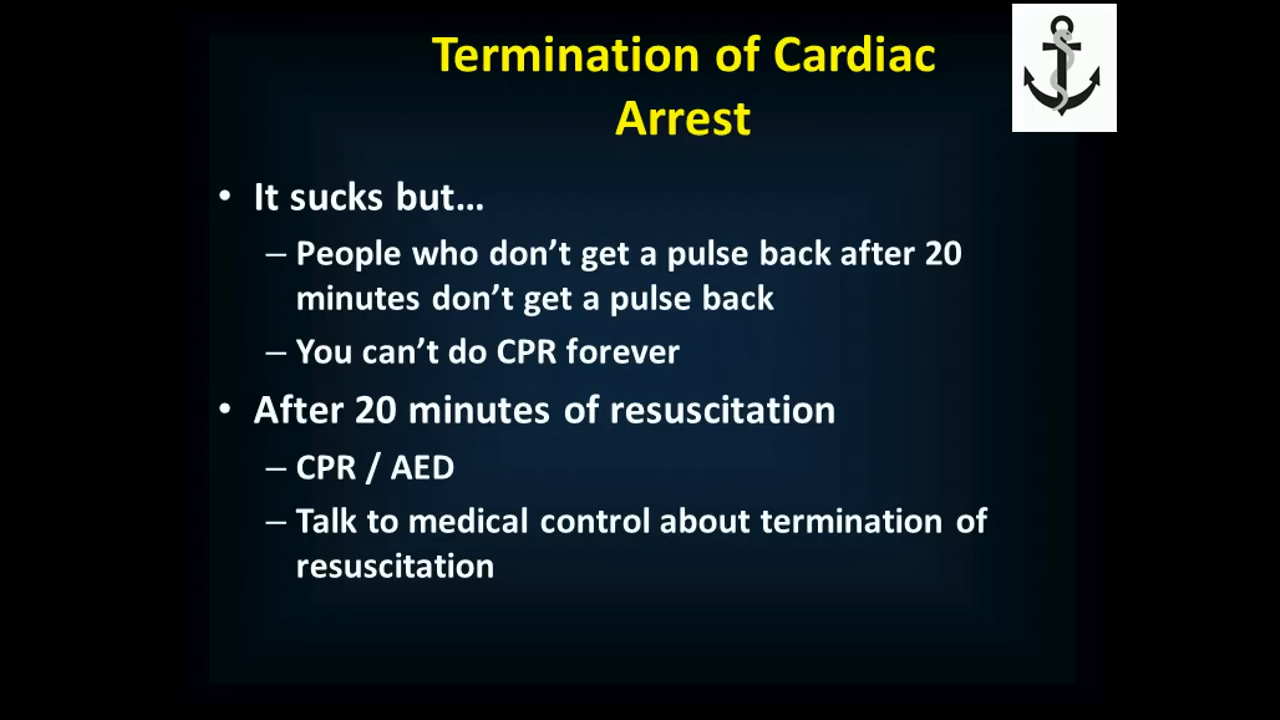 Termination of Cardiac
Arrest
• It sucks but…
– People who don’t get a pulse back after 20
minutes don’t get a pulse back
– You can’t do CPR forever
• After 20 minutes of resuscitation
– CPR / AED
– Talk to medical control about termination of
resuscitation